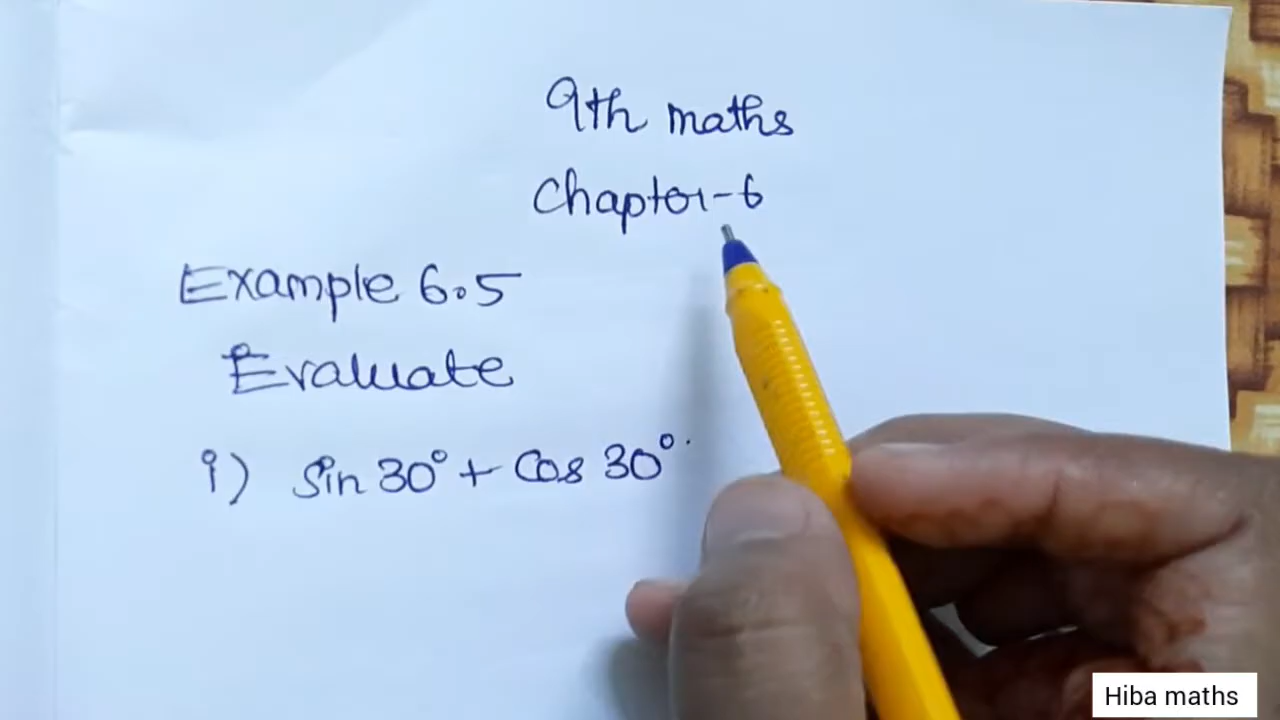 9th maths
Chapter-6
Example 6.5
Evaluate
i) Sin 30° + Cos 30°.
Hiba maths